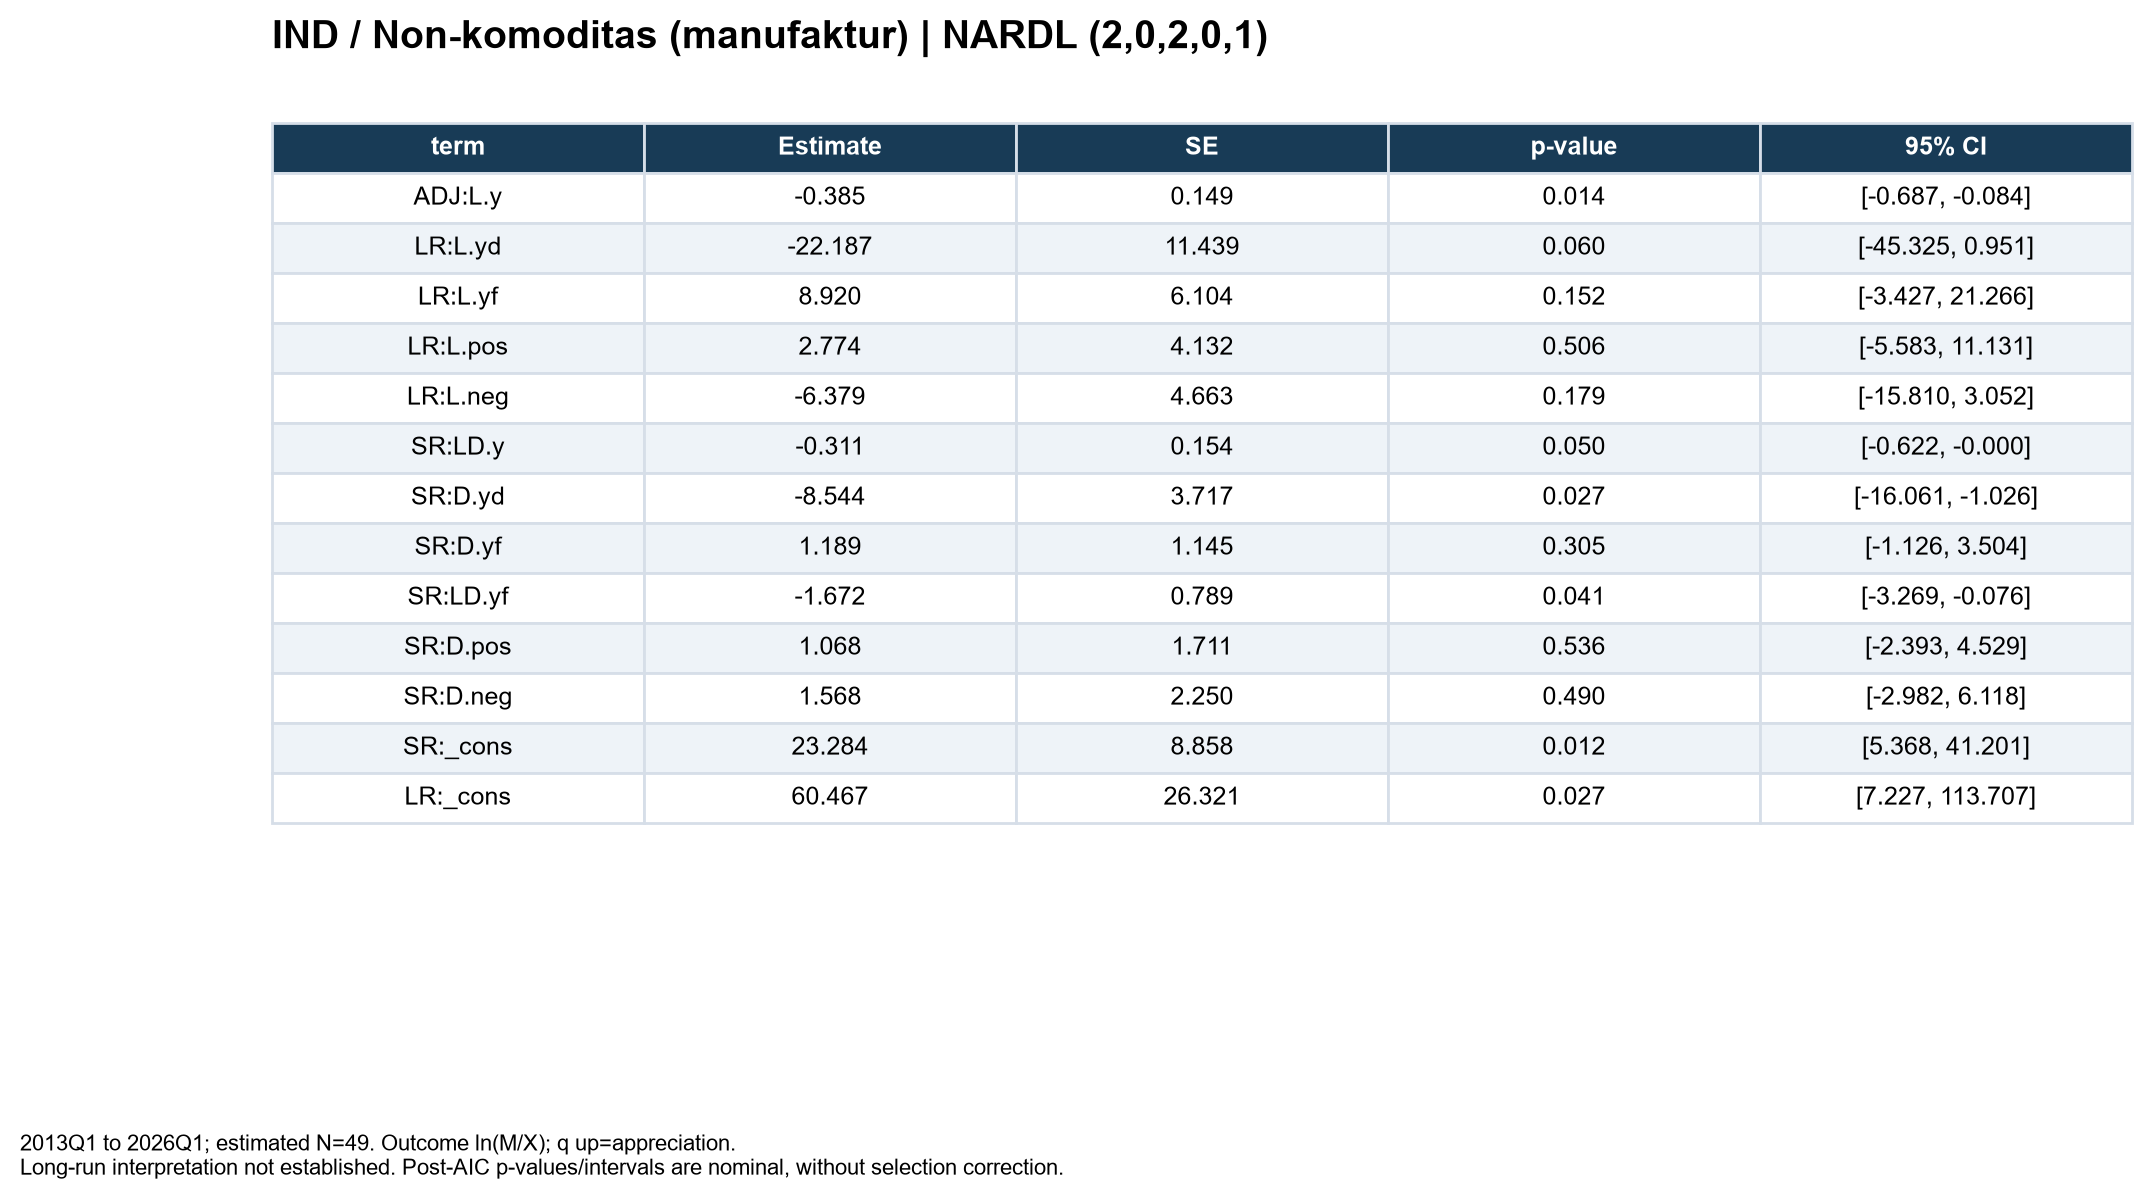 IND / Non-komoditas (manufaktur) | NARDL (2,0,2,0,1)
term Estimate SE p-value 95% CI
ADJ:L.y -0.385 0.149 0.014 [-0.687, -0.084]
LR:L.yd -22.187 11.439 0.060 [-45.325, 0.951]
LR:L.yf 8.920 6.104 0.152 [-3.427, 21.266]
LR:L.pos 2.774 4.132 0.506 [-5.583, 11.131]
LR:L.neg -6.379 4.663 0.179 [-15.810, 3.052]
SR:LD.y -0.311 0.154 0.050 [-0.622, -0.000]
SR:D.yd -8.544 3.717 0.027 [-16.061, -1.026]
SR:D.yf 1.189 1.145 0.305 [-1.126, 3.504]
SR:LD.yf -1.672 0.789 0.041 [-3.269, -0.076]
SR:D.pos 1.068 1.711 0.536 [-2.393, 4.529]
SR:D.neg 1.568 2.250 0.490 [-2.982, 6.118]
SR:_cons 23.284 8.858 0.012 [5.368, 41.201]
LR:_cons 60.467 26.321 0.027 [7.227, 113.707]
2013Q1 to 2026Q1; estimated N=49. Outcome ln(M/X); q up=appreciation.
Long-run interpretation not established. Post-AIC p-values/intervals are nominal, without selection correction.